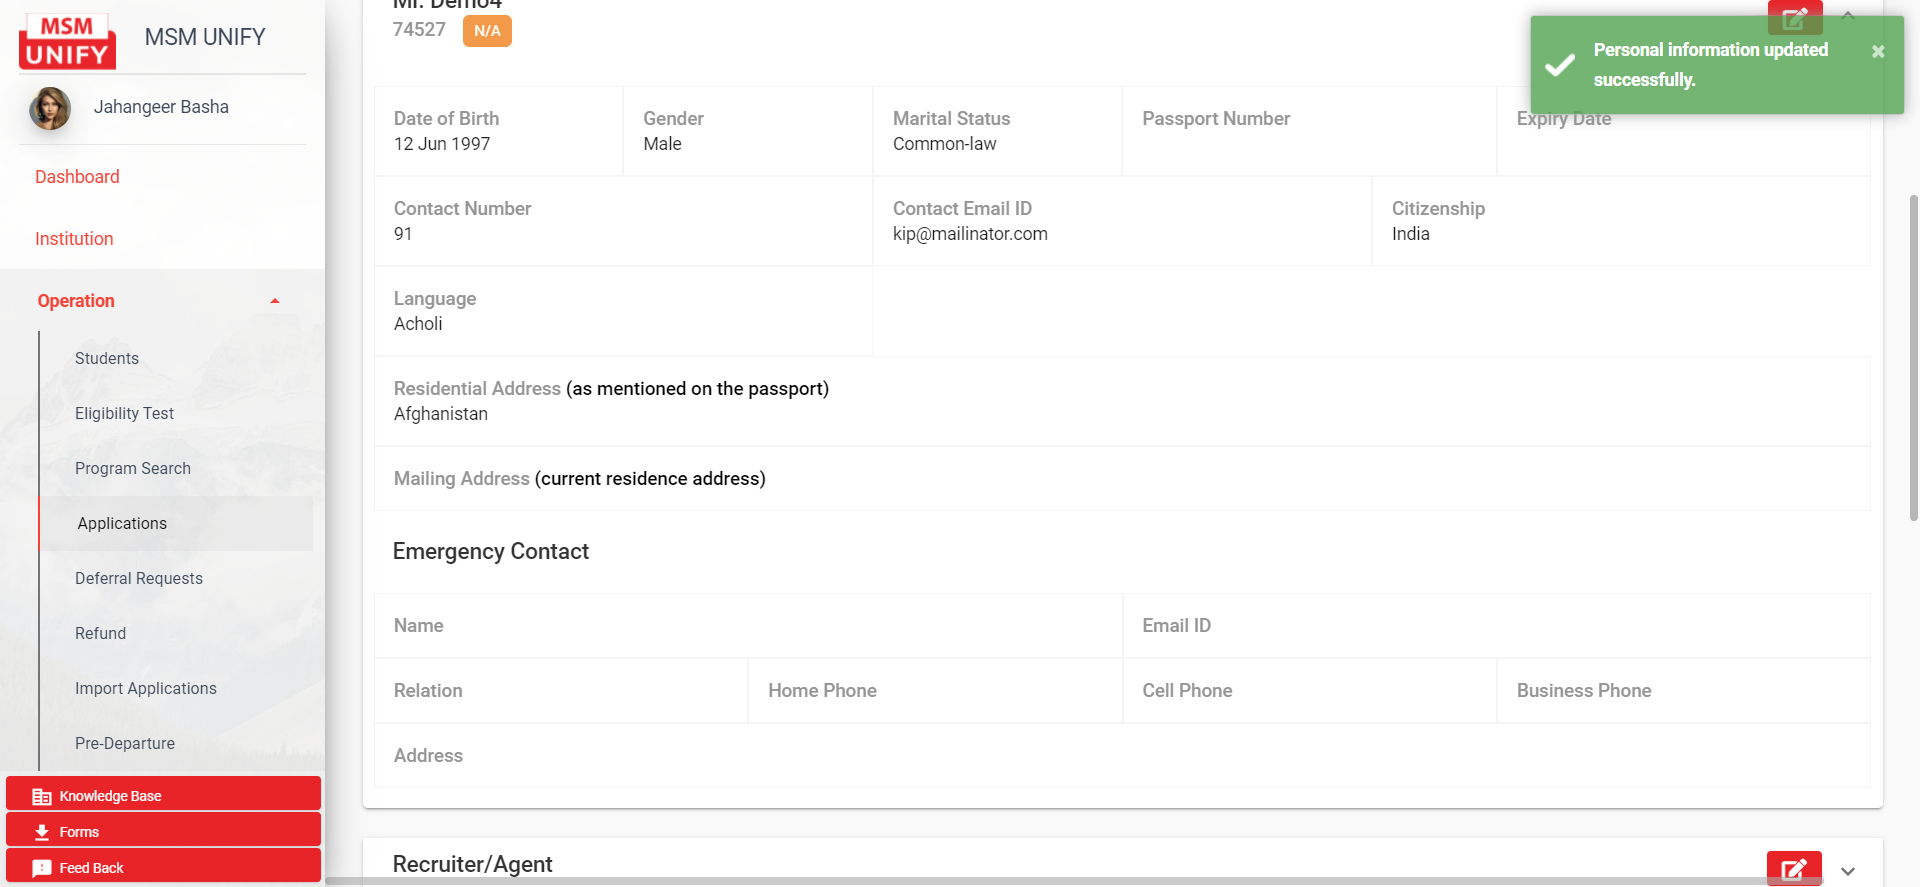 MSM
UNIFY
MSM UNIFY
Jahangeer Basha
Dashboard
Institution
Operation
Students
Eligibility Test
Program Search
Applications
Deferral Requests
Refund
Import Applications
Pre-Departure
Knowledge Base
Forms
Feed Back
Mr. Demo4
74527 N/A
Personal information updated
successfully.
Date of Birth
12 Jun 1997
Gender
Male
Marital Status
Common-law
Passport Number
Expiry Date
Contact Number
91
Contact Email ID
kip@mailinator.com
Citizenship
India
Language
Acholi
Residential Address (as mentioned on the passport)
Afghanistan
Mailing Address (current residence address)
Emergency Contact
Name
Email ID
Relation
Home Phone
Cell Phone
Business Phone
Address
Recruiter/Agent